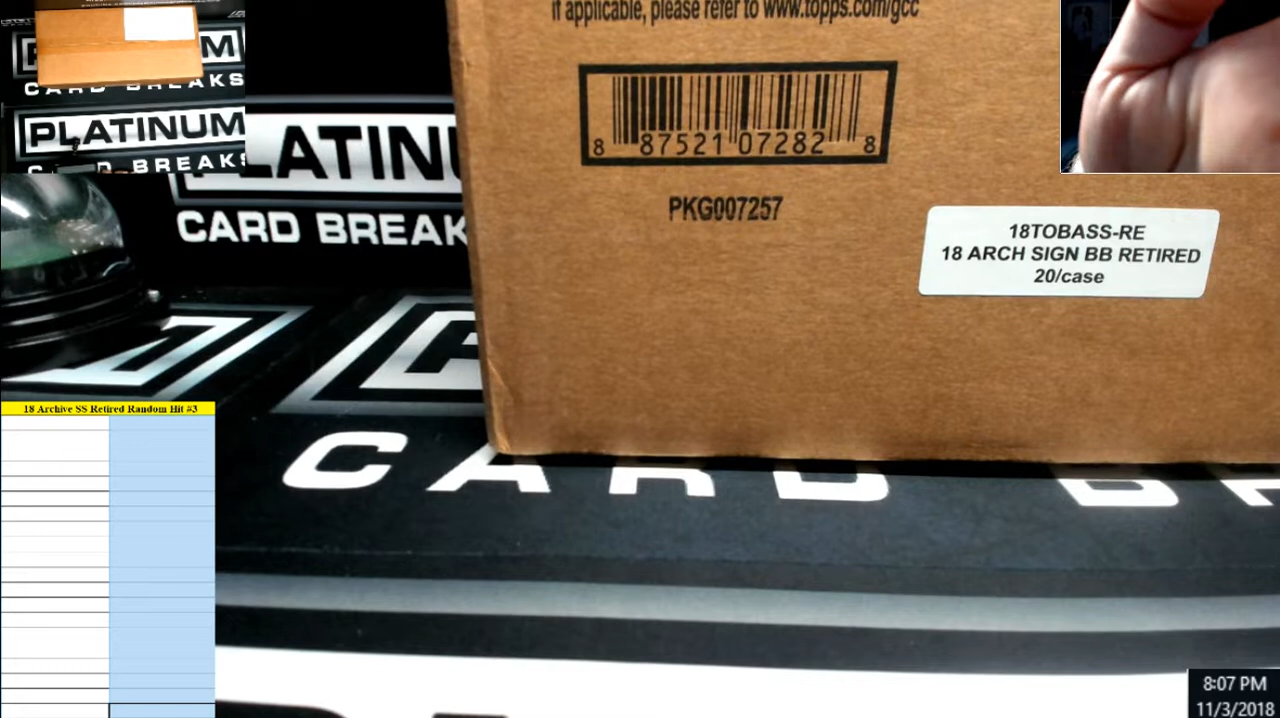 PLATINUM
CARD BREAKS
M
CARD BREAKS
LATIN
CARD BREAK
if applicable, please refer to www.topps.com/gcc
8 87521 07282 8
PKG007257
18TOBASS-RE
18 ARCH SIGN BB RETIRED
20/case
18 Archive SS Retired Random Hit #3
CARD BR
8:07 PM
11/3/2018